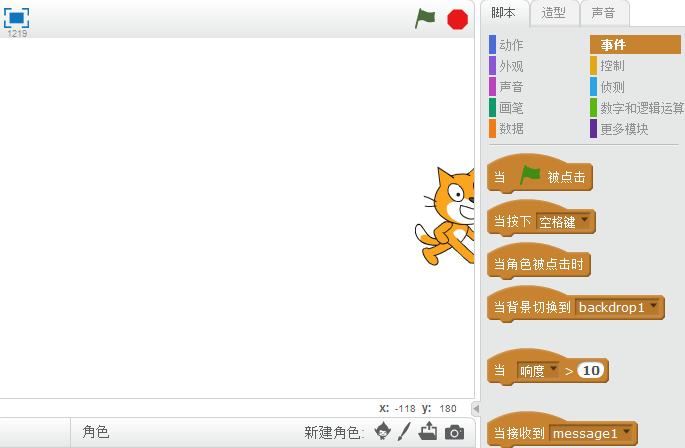 1219
脚本 造型 声音
动作 事件
外观 控制
声音 侦测
画笔 数字和逻辑运算
数据 更多模块
当 被点击
当按下 空格键
当角色被点击时
当背景切换到 backdrop1
当 响度 > 10
当接收到 message1
x: -118 y: 180
角色 新建角色: